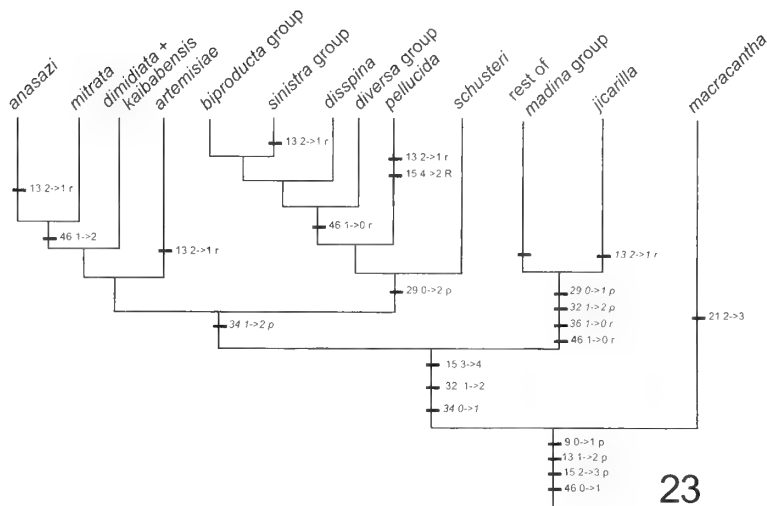 anasazi
mitrata
dimidiata +
kaibabensis
artemisiae
biproducta group
sinistra group
disspina
diversa group
pellucida
schusteri
rest of
madina group
jicarilla
macracantha
13 2->1 r
13 2->1 r
15 4->2 R
13 2->1 r
46 1->0 r
46 1->2
13 2->1 r
13 2->1 r
29 0->2 p
29 0->1 p
32 1->2 p
36 1->0 r
46 1->0 r
21 2->3
34 1->2 p
15 3->4
32 1->2
34 0->1
9 0->1 p
13 1->2 p
15 2->3 p
46 0->1
23